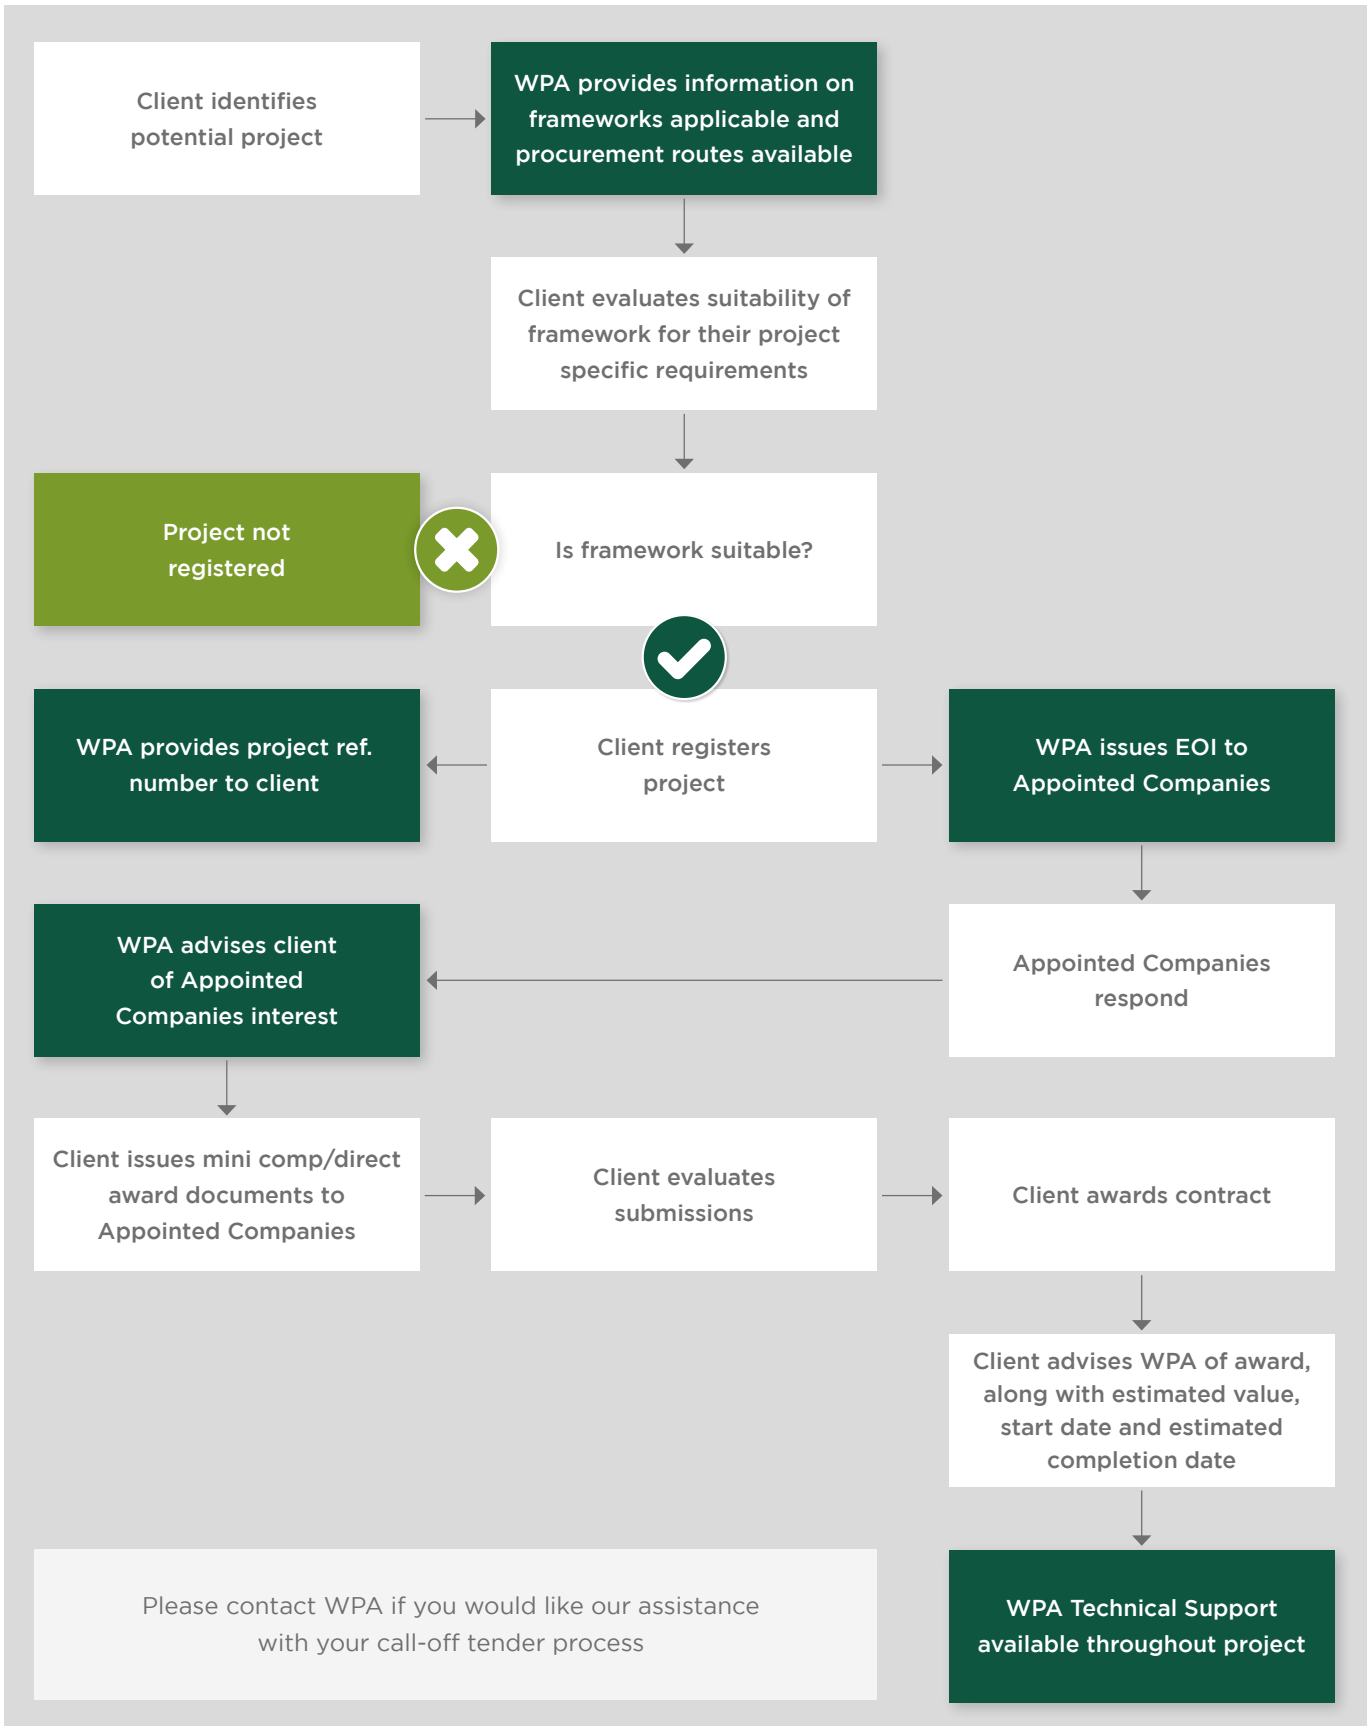 Client identifies
potential project
WPA provides information on
frameworks applicable and
procurement routes available
Client evaluates suitability of
framework for their project
specific requirements
Project not
registered
Is framework suitable?
WPA provides project ref.
number to client
Client registers
project
WPA issues EOI to
Appointed Companies
WPA advises client
of Appointed
Companies interest
Appointed Companies
respond
Client issues mini comp/direct
award documents to
Appointed Companies
Client evaluates
submissions
Client awards contract
Client advises WPA of award,
along with estimated value,
start date and estimated
completion date
Please contact WPA if you would like our assistance
with your call-off tender process
WPA Technical Support
available throughout project